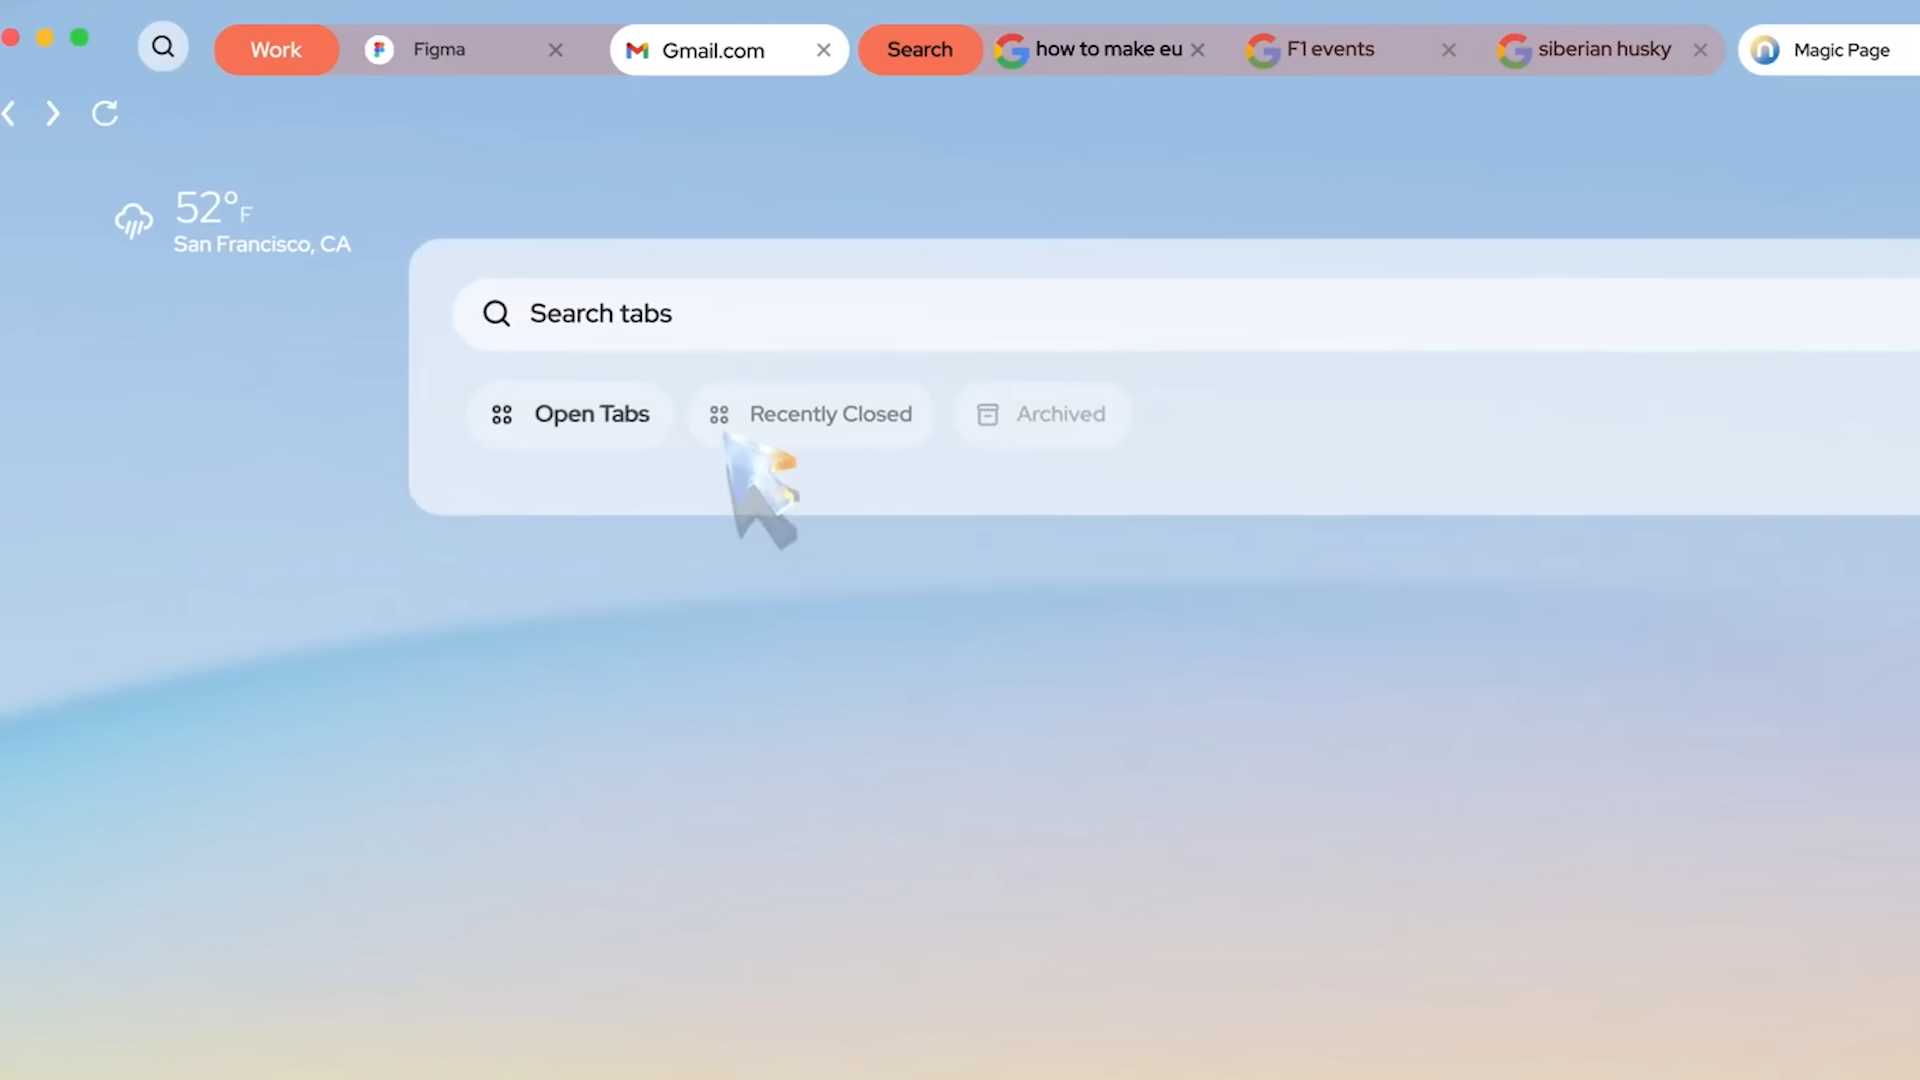 Work
Figma
Gmail.com
Search
how to make eu
F1 events
siberian husky
Magic Page
52°F
San Francisco, CA
Search tabs
Open Tabs
Recently Closed
Archived